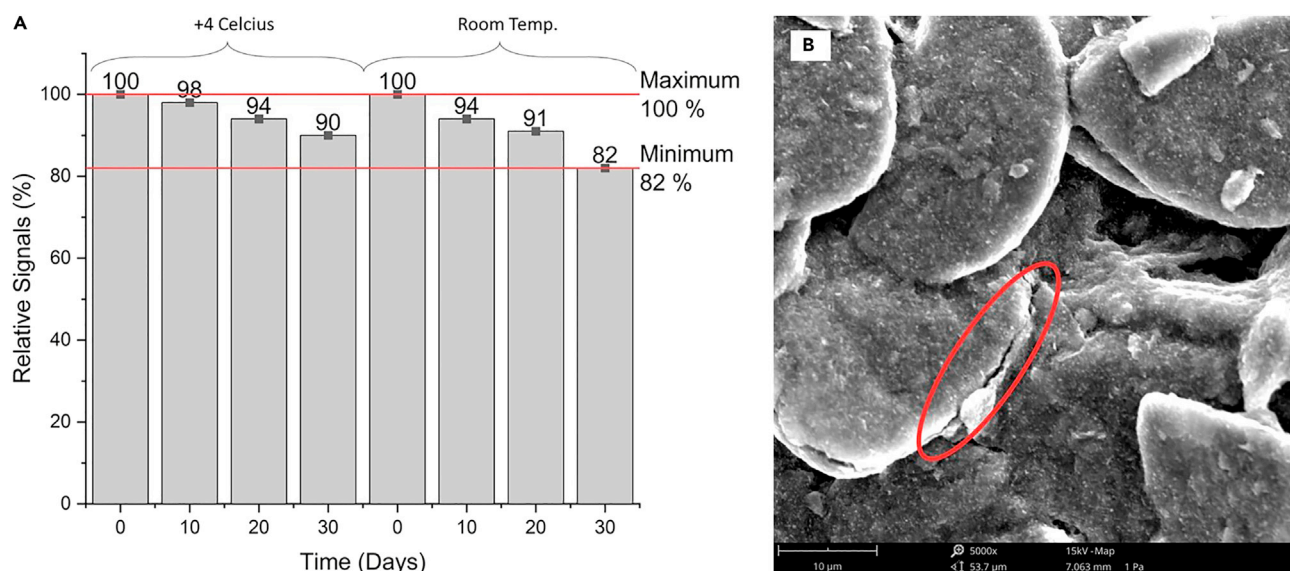 A
+4 Celcius
Room Temp.
Relative Signals (%)
100
80
60
40
20
0
100
98
94
90
100
94
91
82
Maximum
100 %
Minimum
82 %
0 10 20 30 0 10 20 30
Time (Days)
B
10 µm
5000x
53.7 µm
15kV -Map
7.063 mm 1 Pa